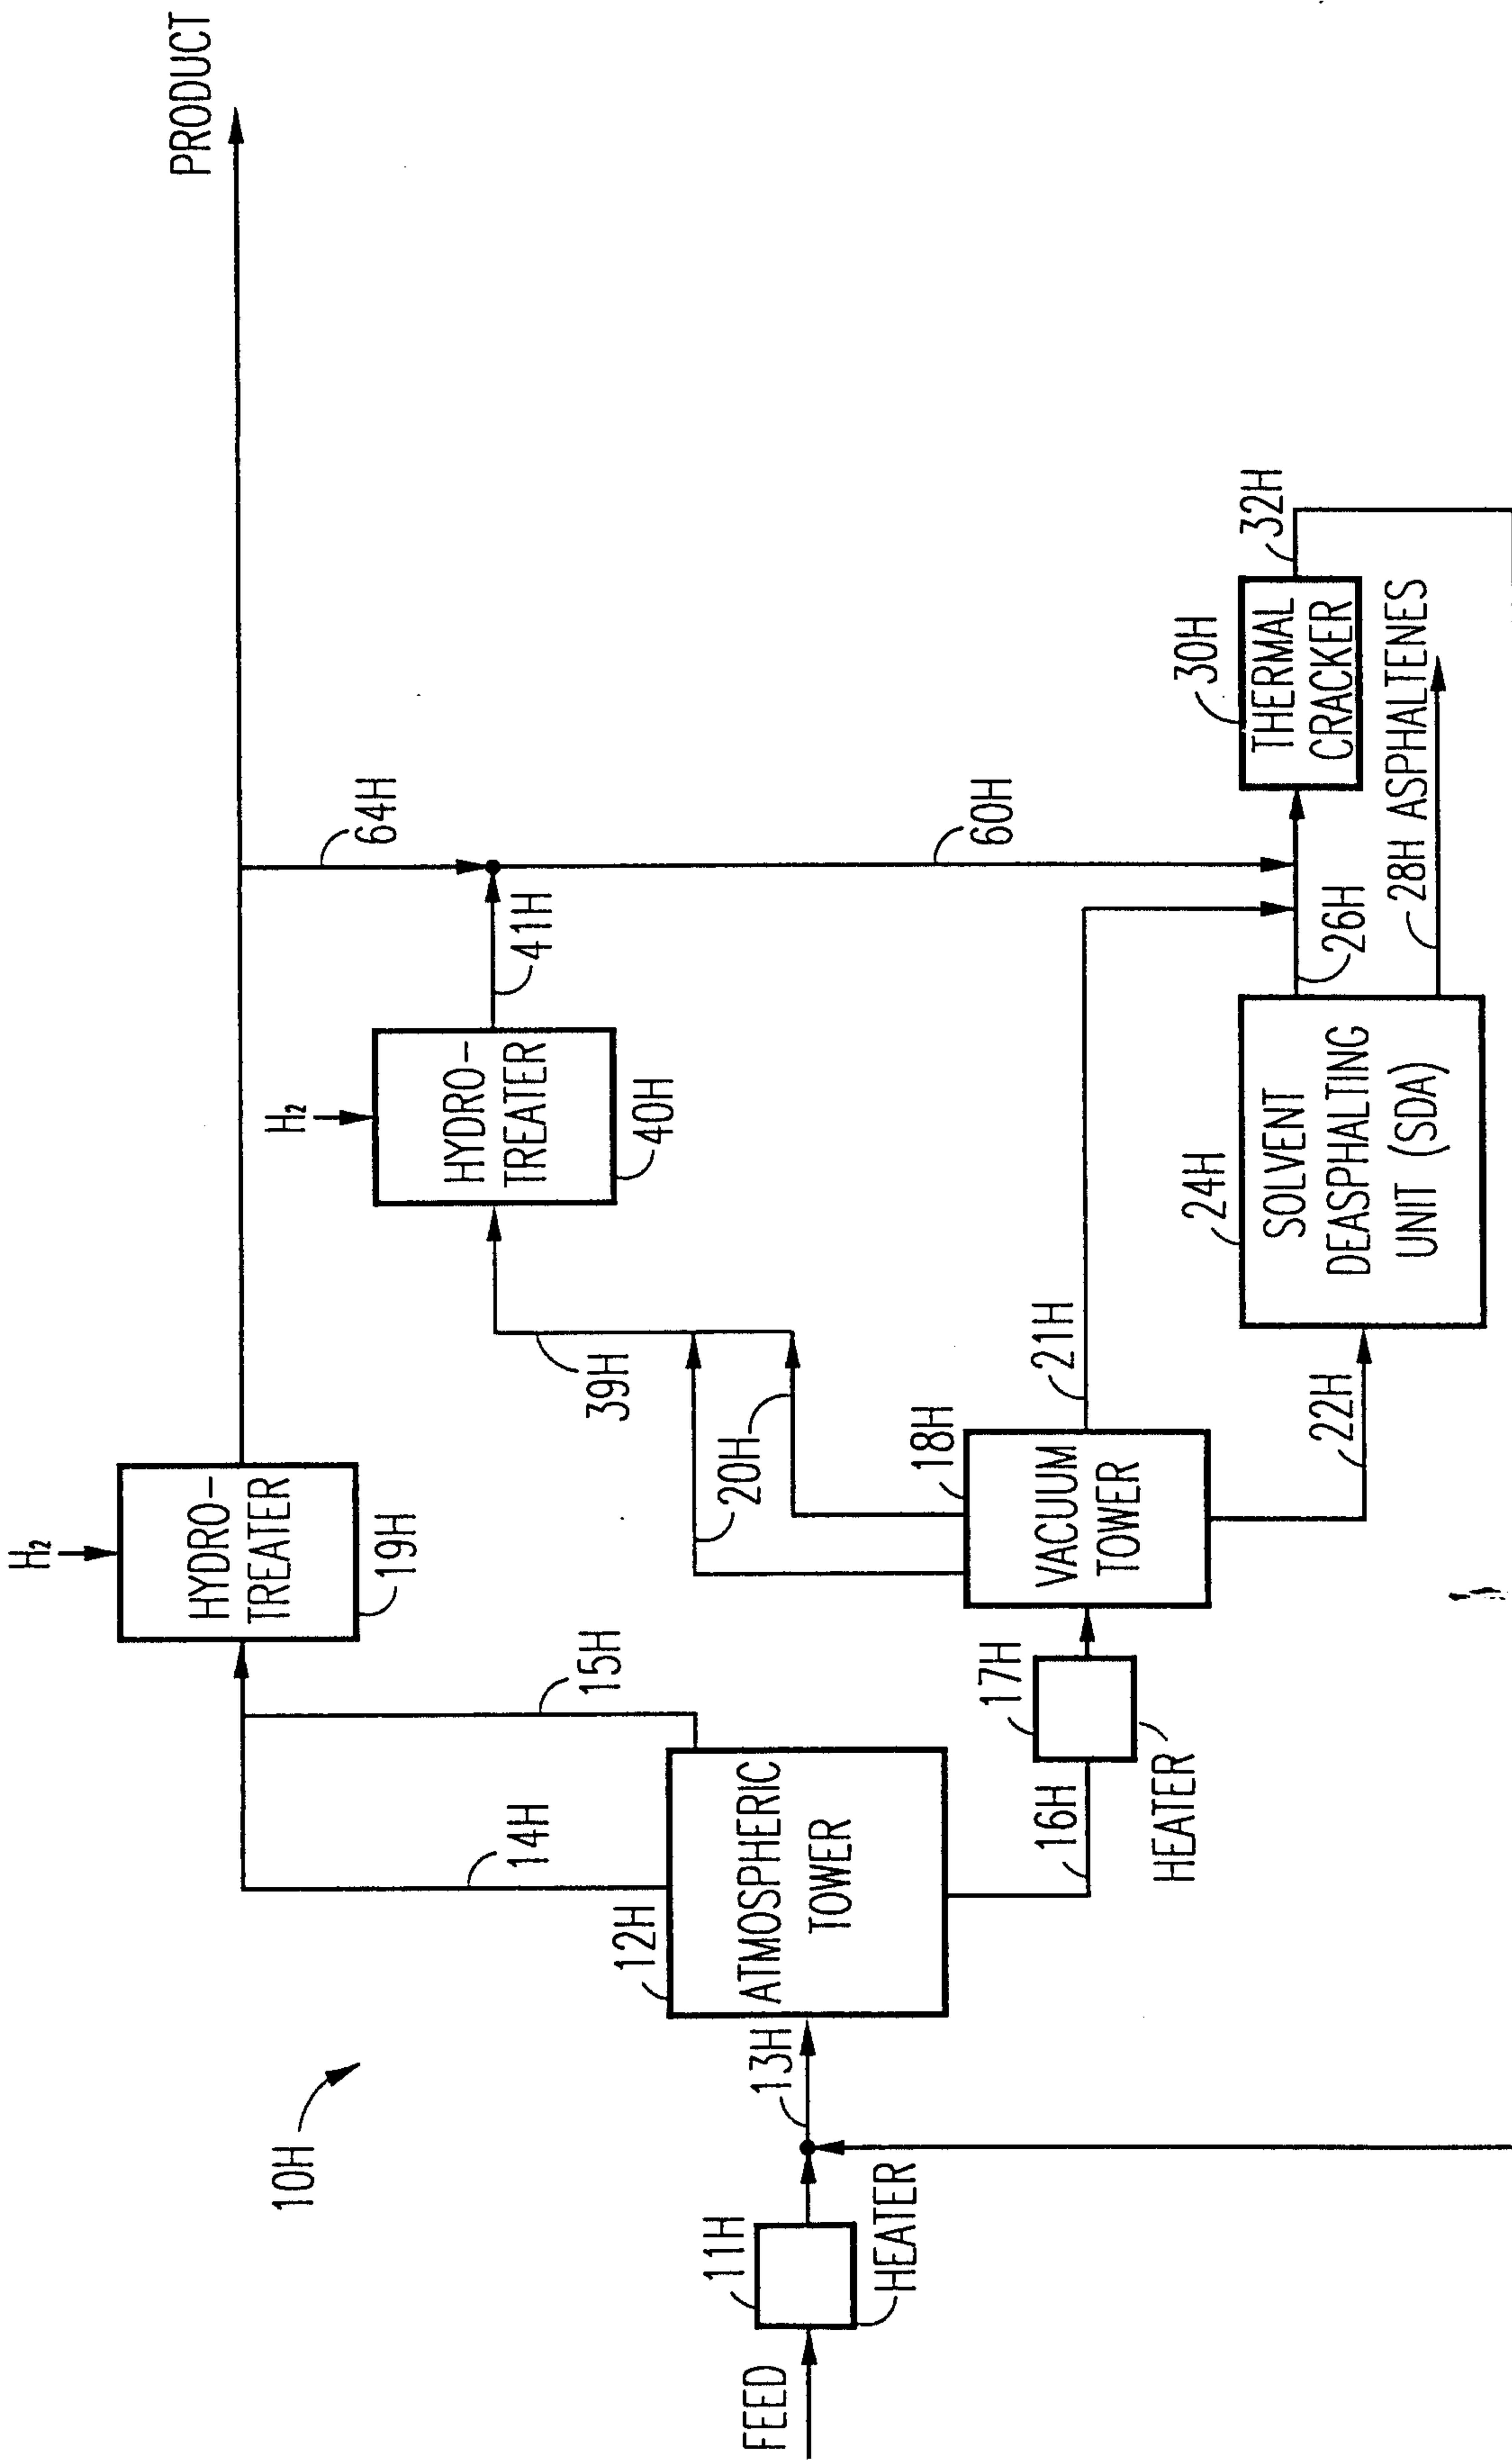 H₂
HYDRO-
TREATER
19H
PRODUCT
H₂
HYDRO-
TREATER
40H
41H
64H
10H
14H
15H
39H
20H
60H
FEED
11H
HEATER
13H
12H
ATMOSPHERIC
TOWER
16H
17H
HEATER
18H
VACUUM
TOWER
21H
22H
24H
SOLVENT
DEASPHALTING
UNIT (SDA)
26H
28H ASPHALTENES
30H
THERMAL
CRACKER
32H